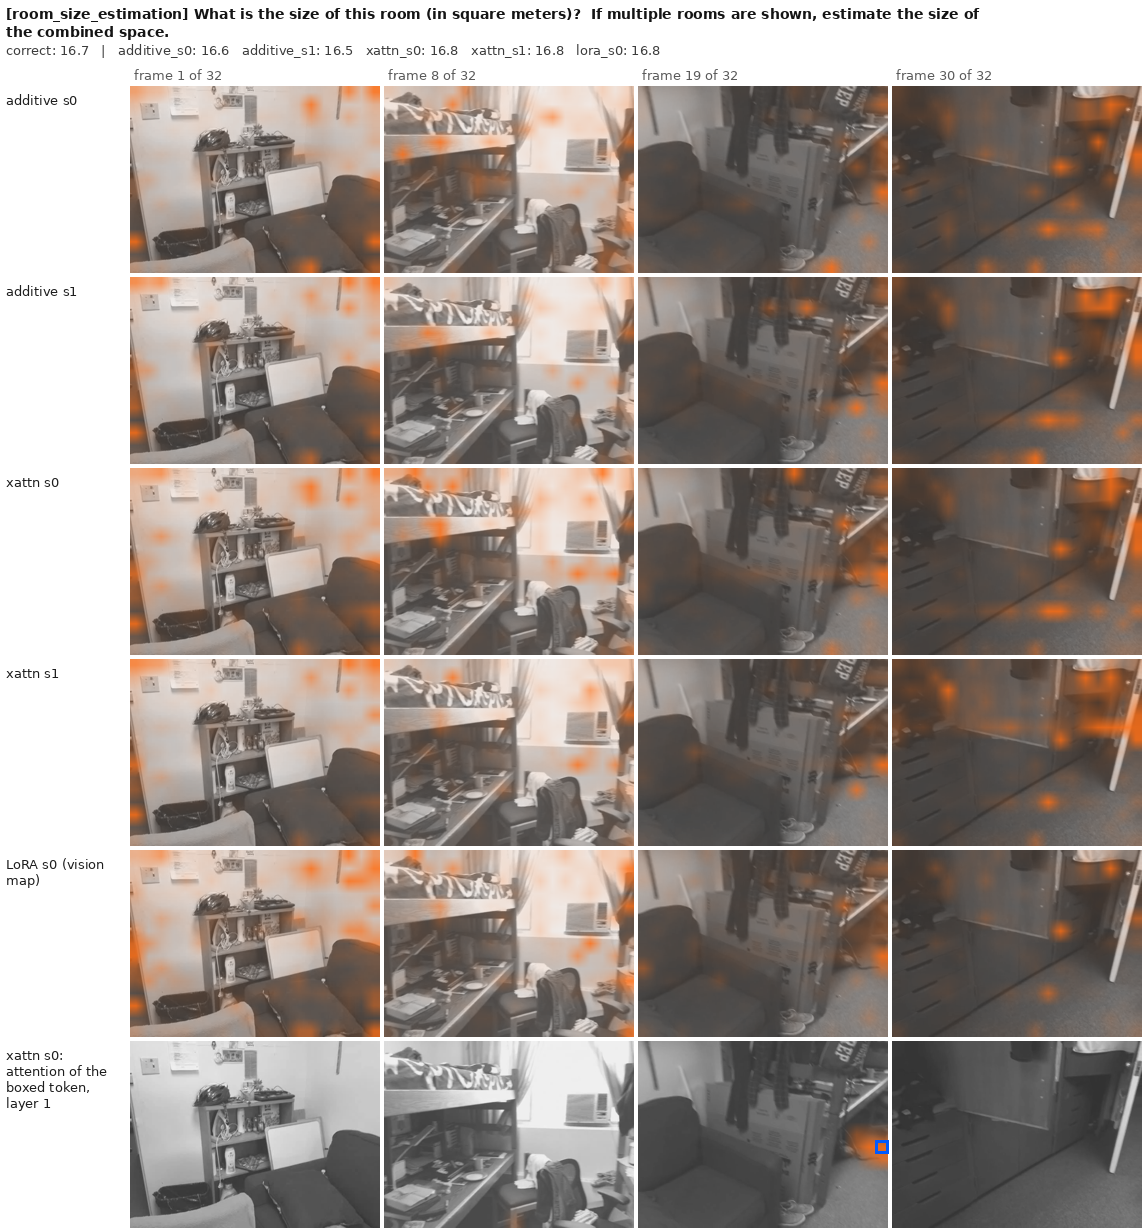 [room_size_estimation] What is the size of this room (in square meters)?  If multiple rooms are shown, estimate the size of
the combined space.
correct: 16.7   |   additive_s0: 16.6   additive_s1: 16.5   xattn_s0: 16.8   xattn_s1: 16.8   lora_s0: 16.8
frame 1 of 32   frame 8 of 32   frame 19 of 32   frame 30 of 32
additive s0
additive s1
xattn s0
xattn s1
LoRA s0 (vision
map)
xattn s0:
attention of the
boxed token,
layer 1